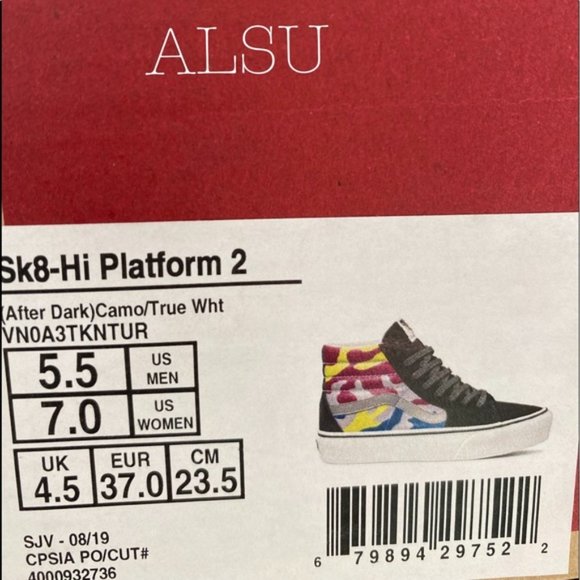 ALSU
Sk8-Hi Platform 2
(After Dark)Camo/True Wht
VN0A3TKNTUR
5.5 US MEN
7.0 US WOMEN
UK EUR CM
4.5 37.0 23.5
SJV - 08/19
CPSIA PO/CUT#
4000932736
6 79894 29752 2